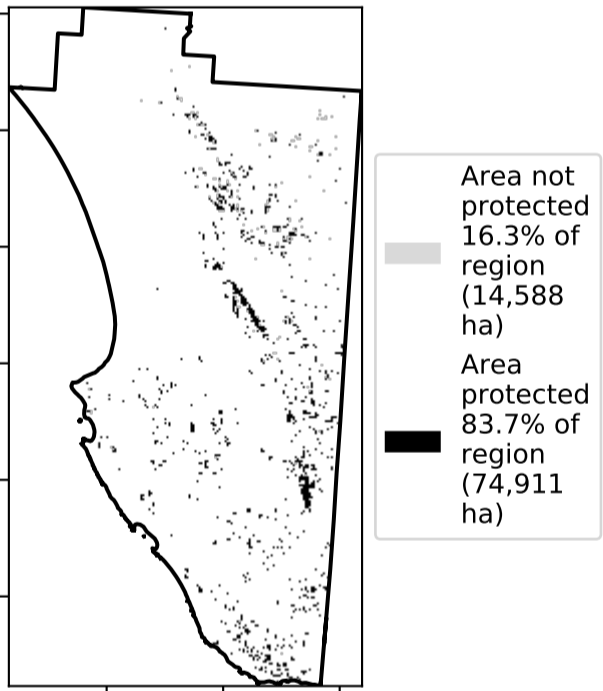 Area not
protected
16.3% of
region
(14,588
ha)
Area
protected
83.7% of
region
(74,911
ha)